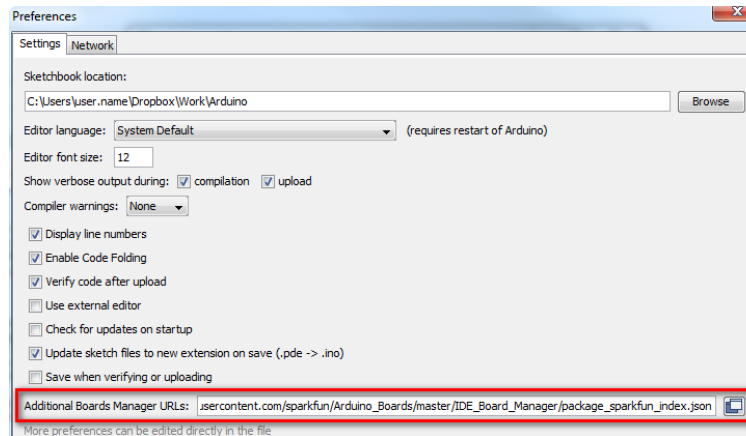 Preferences
Settings Network
Sketchbook location:
C:\Users\user.name\Dropbox\Work\Arduino Browse
Editor language: System Default (requires restart of Arduino)
Editor font size: 12
Show verbose output during: compilation upload
Compiler warnings: None
Display line numbers
Enable Code Folding
Verify code after upload
Use external editor
Check for updates on startup
Update sketch files to new extension on save (.pde -> .ino)
Save when verifying or uploading
Additional Boards Manager URLs: usercontent.com/sparkfun/Arduino_Boards/master/IDE_Board_Manager/package_sparkfun_index.json
More preferences can be edited directly in the file